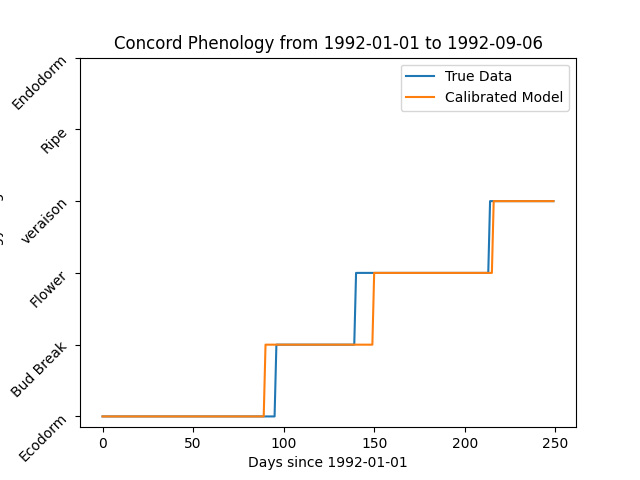 Concord Phenology from 1992-01-01 to 1992-09-06
True Data
Calibrated Model
Endodorm
Ripe
veraison
Flower
Bud Break
Ecodorm
0 50 100 150 200 250
Days since 1992-01-01